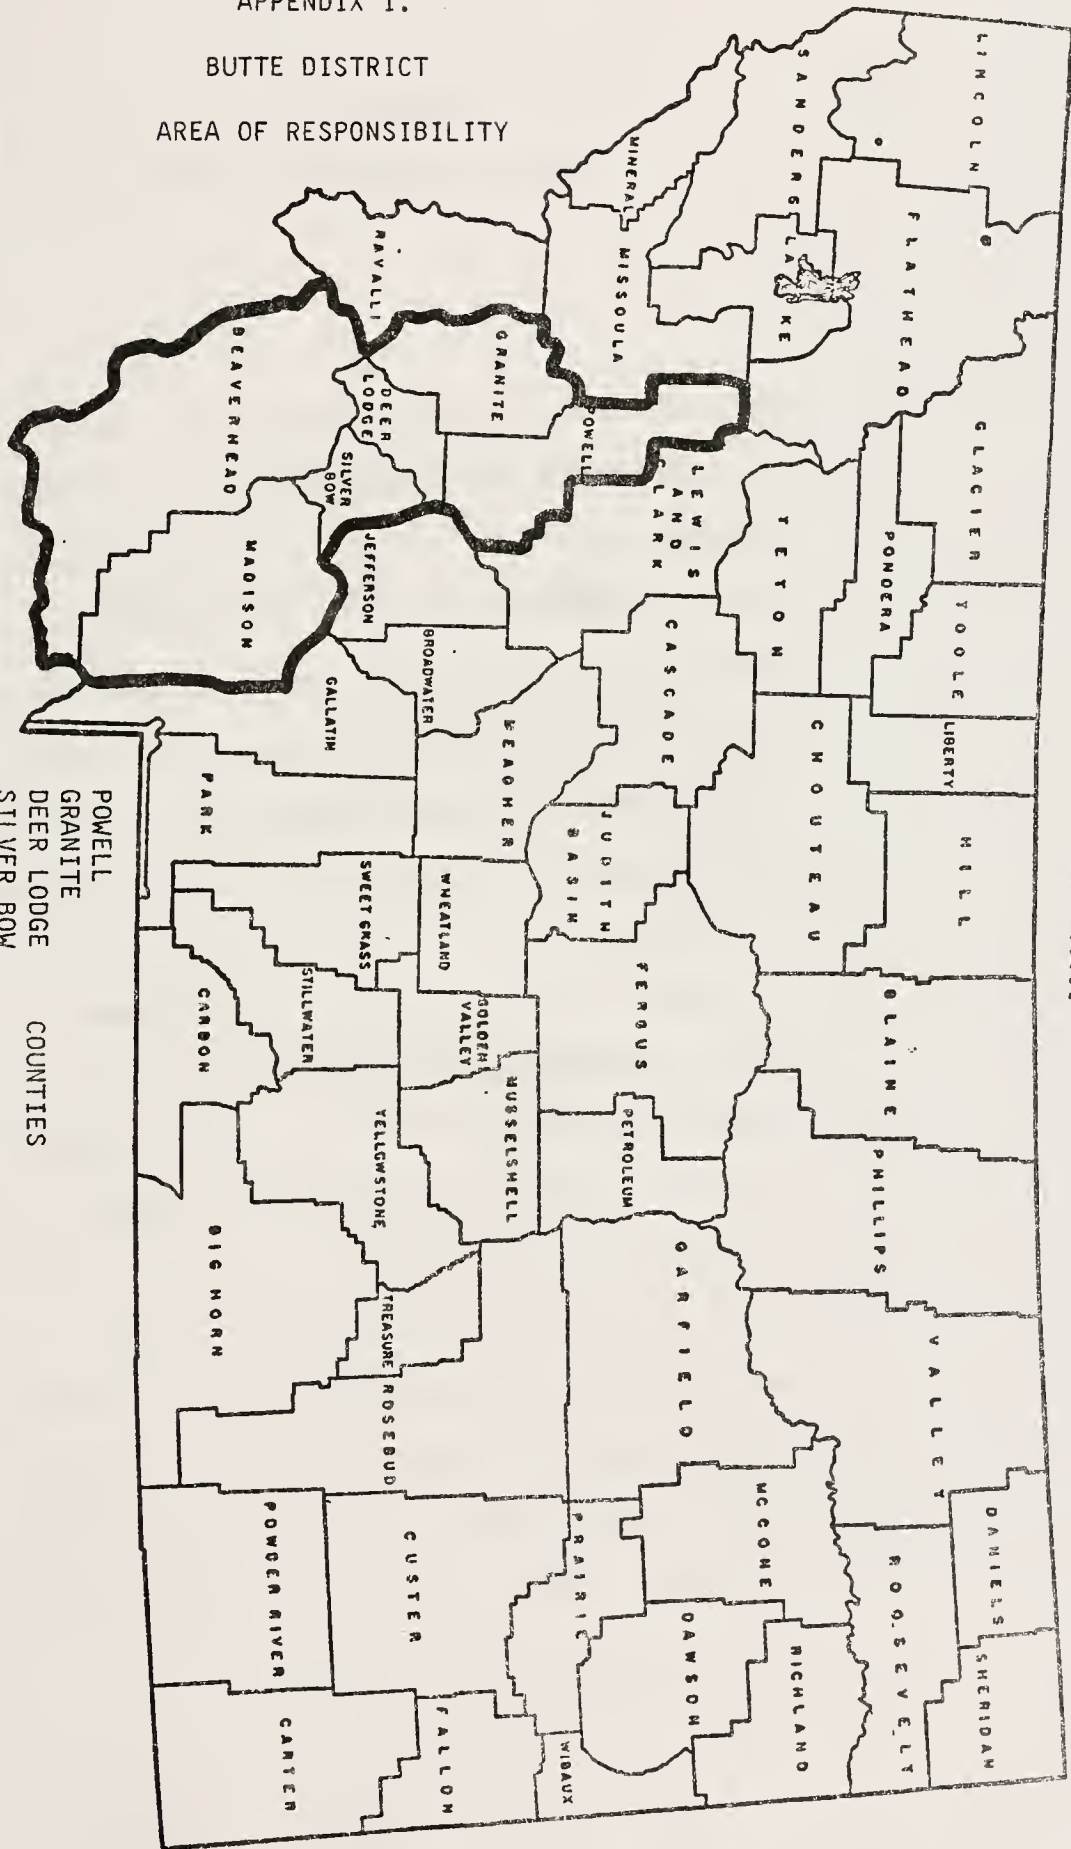 APPENDIX I.
BUTTE DISTRICT
AREA OF RESPONSIBILITY
LINCOLN
FLATHEAD
GLACIER
TOOLE
LIBERTY
HILL
BLAINE
PHILLIPS
VALLEY
DANIELS
SHERIDAN
ROOSEVELT
SANDERS
LAKE
PONDERA
TETON
CHOUTEAU
MINERAL
MISSOULA
POWELL
LEWIS
AND
CLARK
CASCADE
JUDITH
BASIN
FERGUS
PETROLEUM
GARFIELD
MCCONE
RICHLAND
DAWSON
PRAIRIE
WIBAUX
RAVALLI
GRANITE
DEER
LODGE
SILVER
BOW
JEFFERSON
BROADWATER
MEAGHER
WHEATLAND
GOLDEN
VALLEY
MUSSELSHELL
BEAVERHEAD
MADISON
GALLATIN
PARK
SWEET GRASS
STILLWATER
CARBON
YELLOWSTONE
BIG HORN
TREASURE
ROSEBUD
CUSTER
POWDER RIVER
FALLON
CARTER
POWELL
GRANITE
DEER LODGE COUNTIES
SILVER BOW